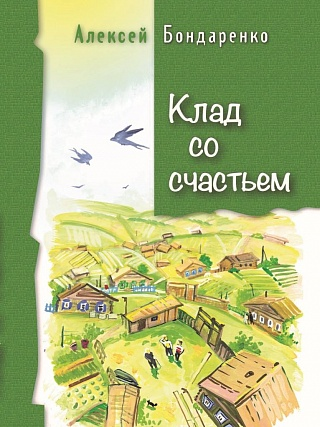 Алексей Бондаренко
Клад
со
счастьем